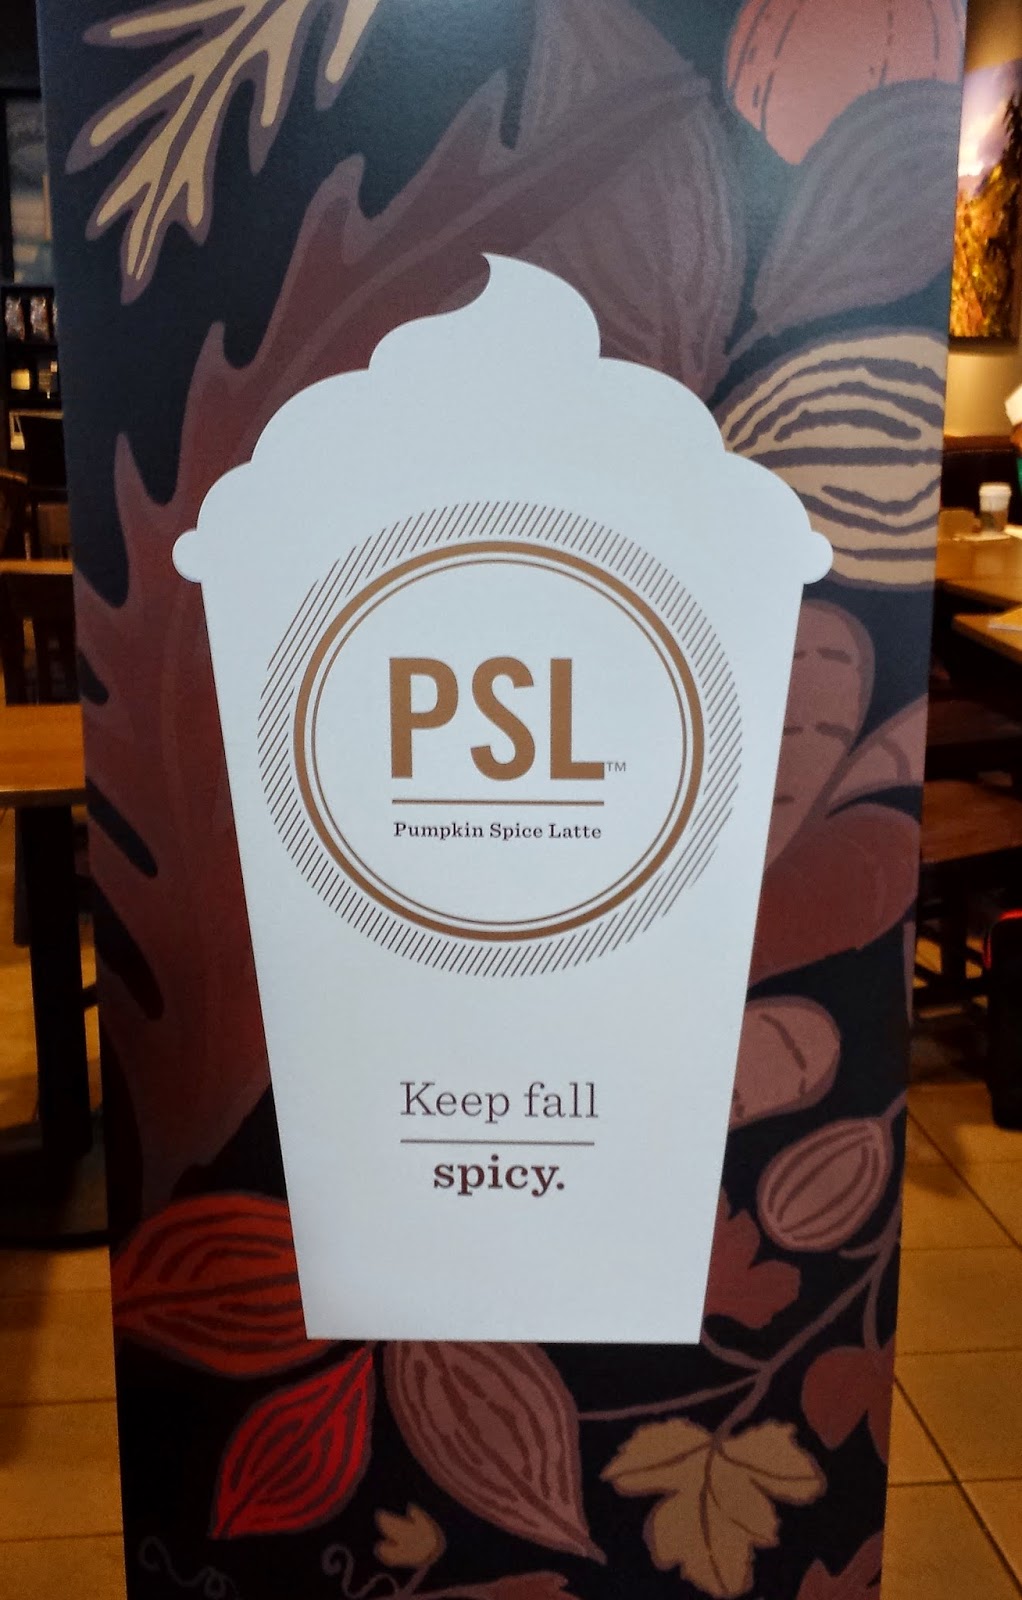 PSL™
Pumpkin Spice Latte
Keep fall
spicy.